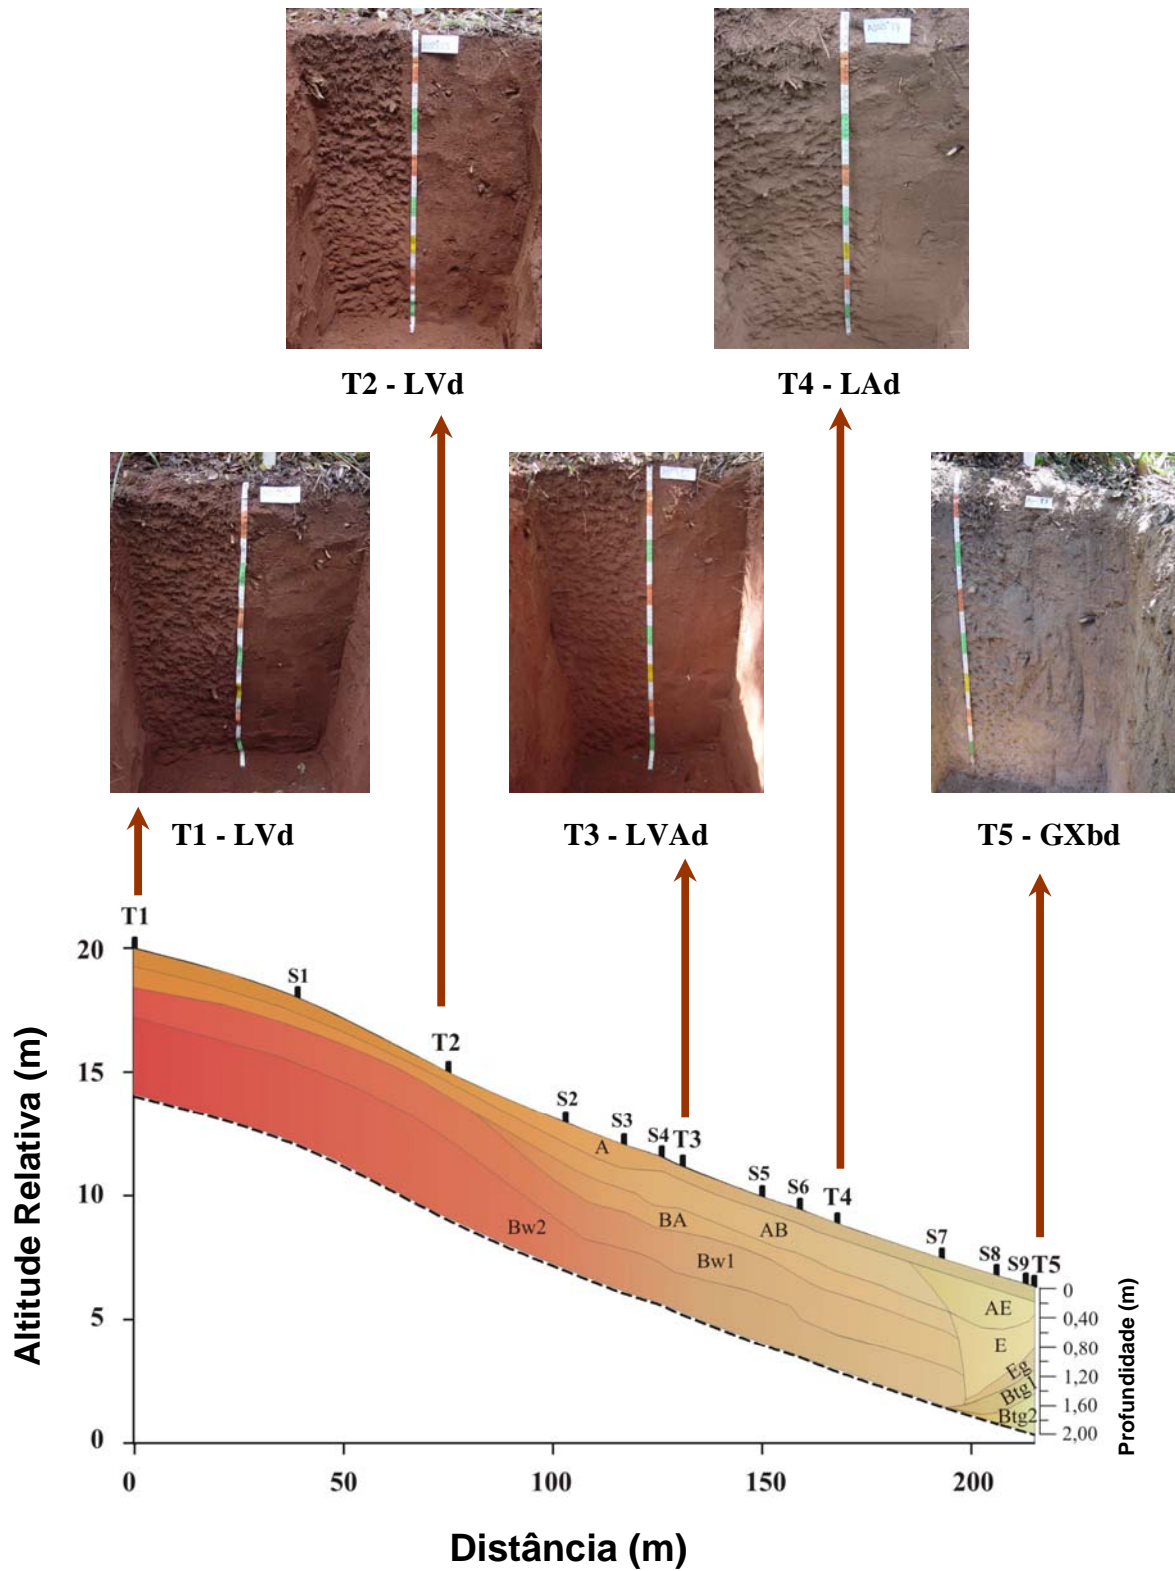 T2 - LVd
T4 - LAd
T1 - LVd
T3 - LVAd
T5 - GXbd
T1
S1
T2
S2
S3
S4
T3
S5
S6
T4
S7
S8
S9
T5
A
AB
BA
Bw1
Bw2
AE
E
Eg
Btg1
Btg2
Altitude Relativa (m)
20
15
10
5
0
0
50
100
150
200
Distância (m)
0
0,40
0,80
1,20
1,60
2,00
Profundidade (m)